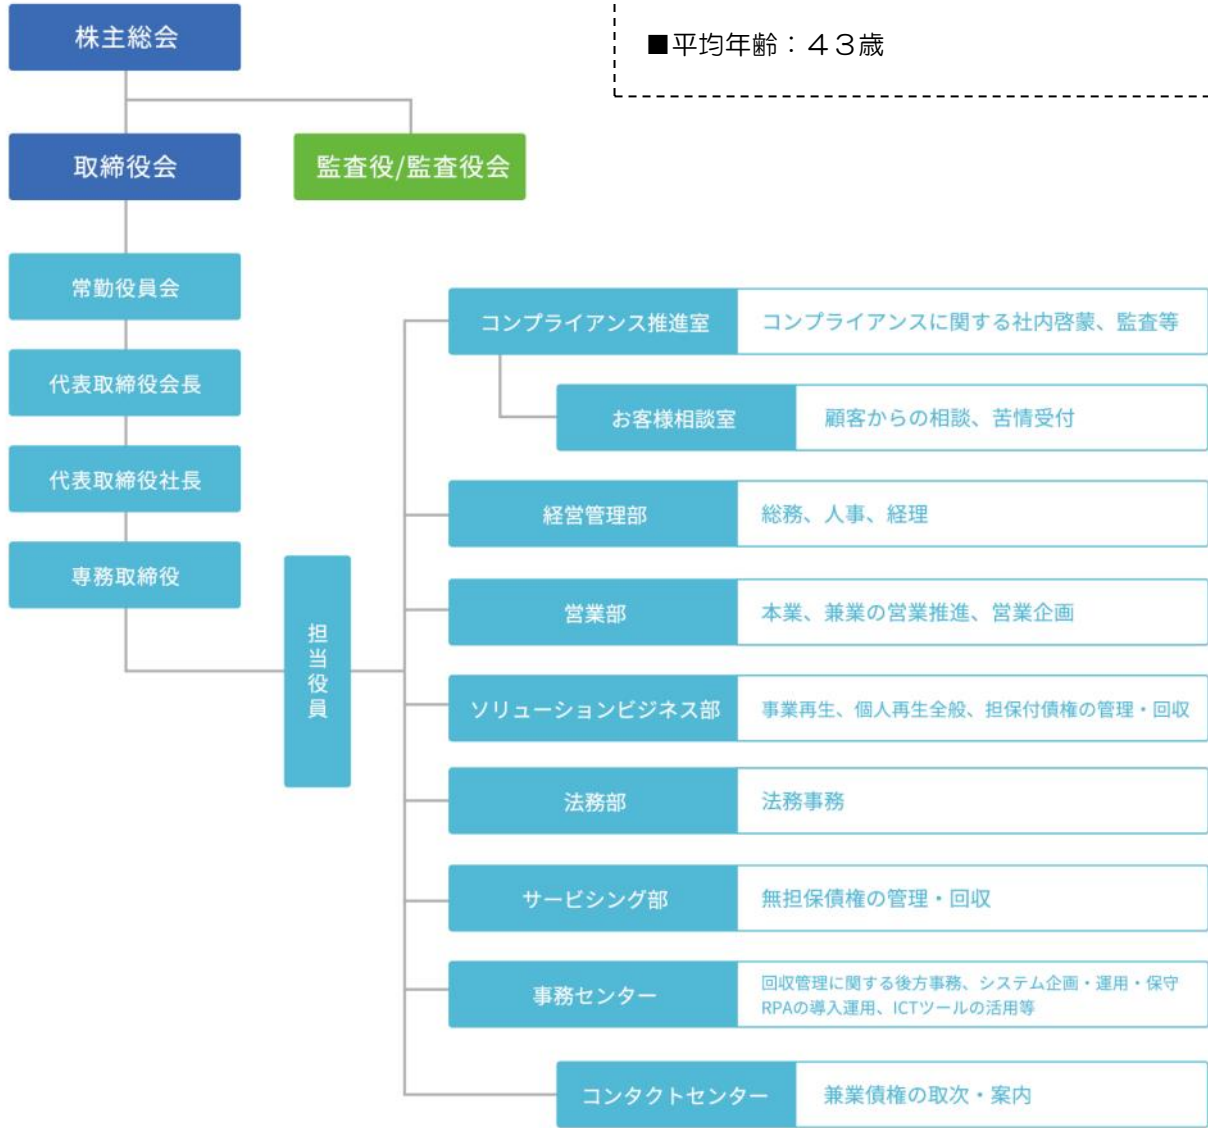 株主総会
■平均年齢：４３歳
取締役会
監査役/監査役会
常勤役員会
代表取締役会長
代表取締役社長
専務取締役
担当役員
コンプライアンス推進室
コンプライアンスに関する社内啓蒙、監査等
お客様相談室
顧客からの相談、苦情受付
経営管理部
総務、人事、経理
営業部
本業、兼業の営業推進、営業企画
ソリューションビジネス部
事業再生、個人再生全般、担保付債権の管理・回収
法務部
法務事務
サービシング部
無担保債権の管理・回収
事務センター
回収管理に関する後方事務、システム企画・運用・保守
RPAの導入運用、ICTツールの活用等
コンタクトセンター
兼業債権の取次・案内